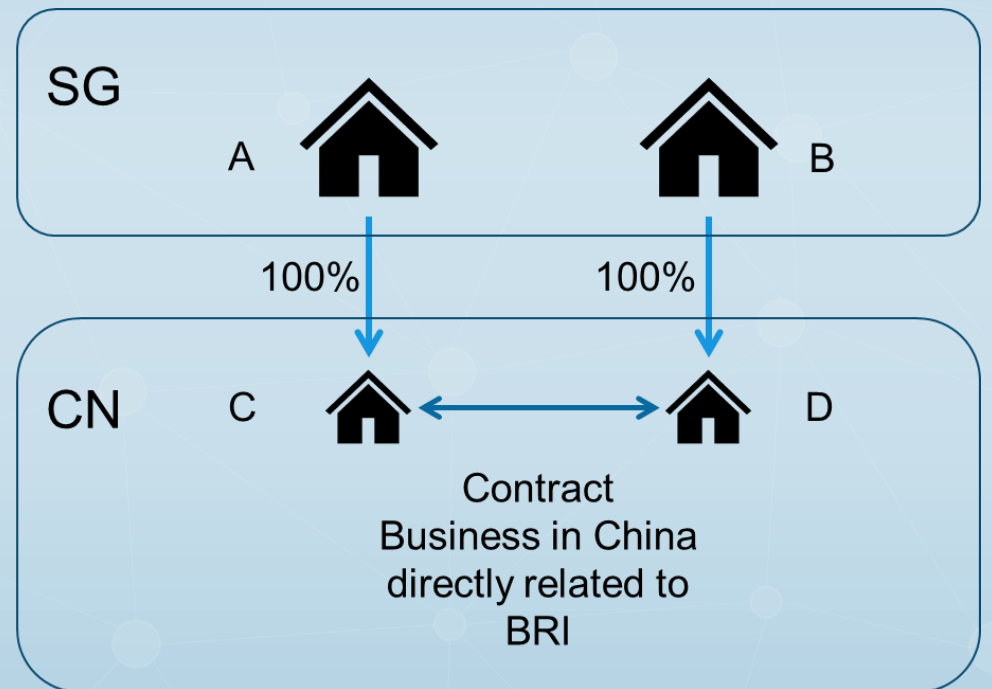 SG
A
B
100%
100%
CN
C
D
Contract
Business in China
directly related to
BRI